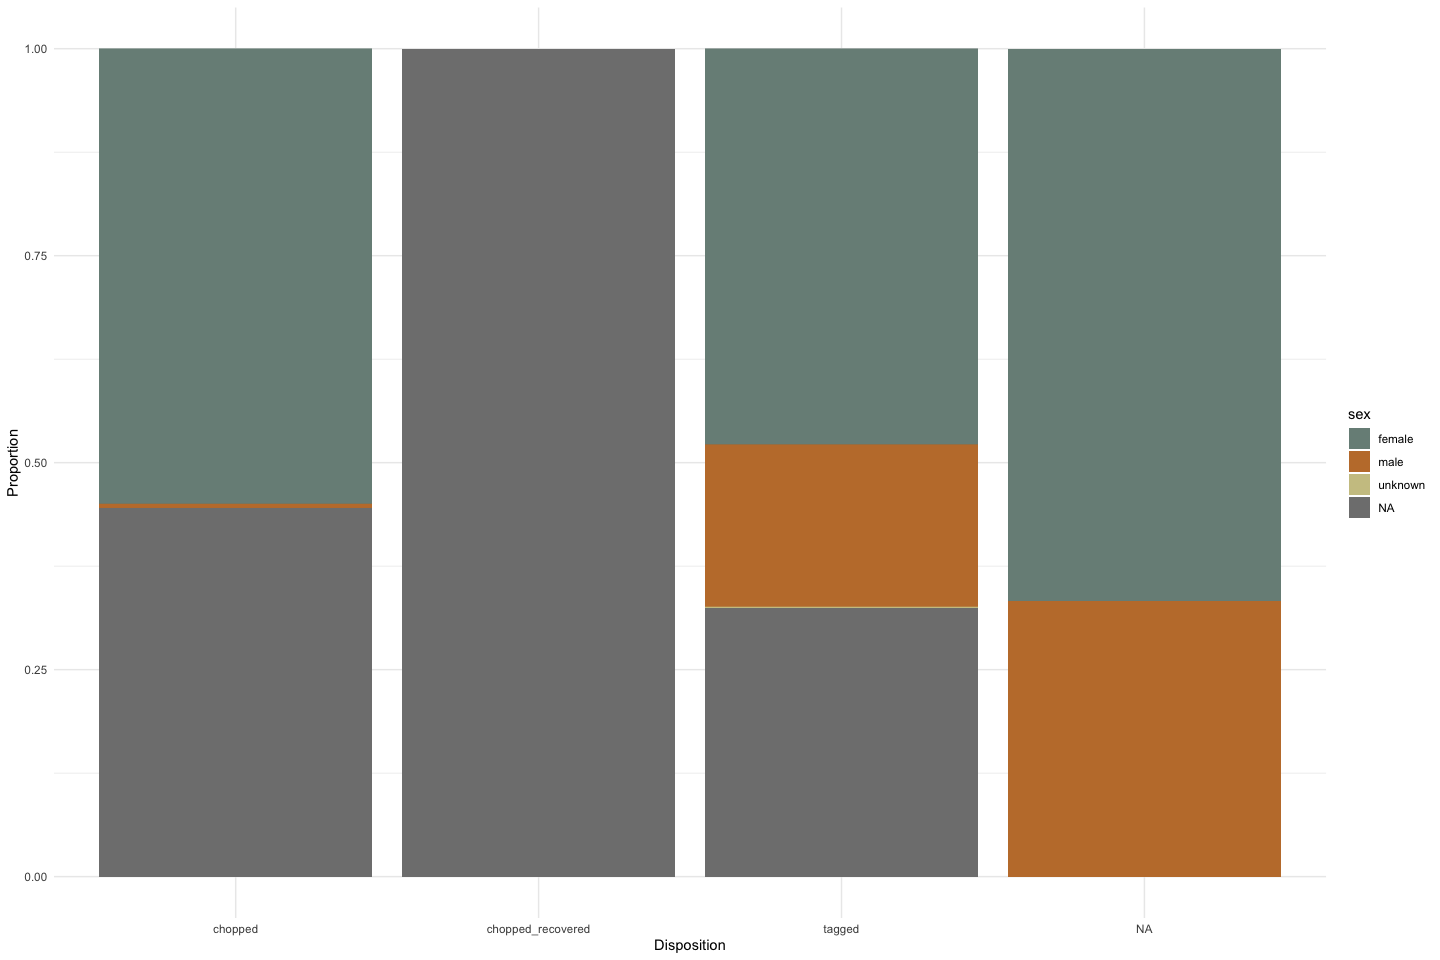 1.00
0.75
0.50
0.25
0.00
Proportion
chopped
chopped_recovered
tagged
NA
Disposition
sex
female
male
unknown
NA